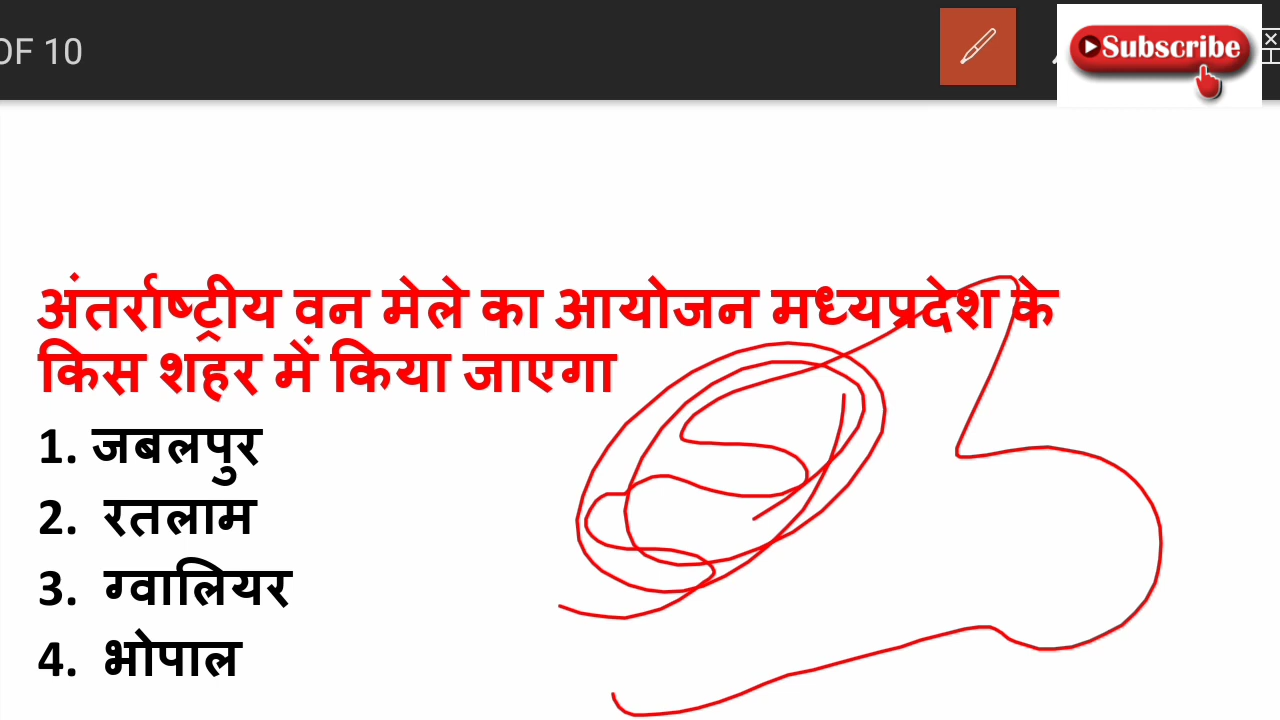 OF 10
Subscribe
अंतर्राष्ट्रीय वन मेले का आयोजन मध्यप्रदेश के
किस शहर में किया जाएगा
1. जबलपुर
2. रतलाम
3. ग्वालियर
4. भोपाल